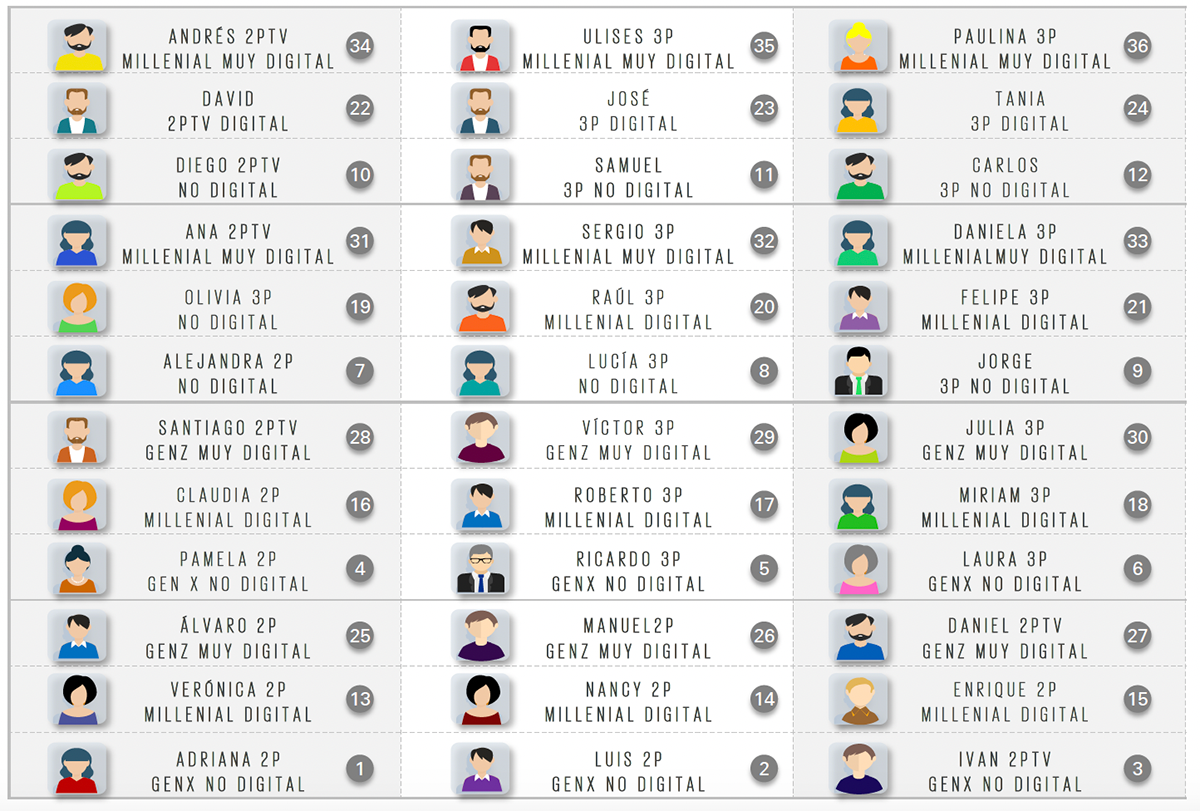 ANDRÉS 2PTV
MILLENIAL MUY DIGITAL
34
ULISES 3P
MILLENIAL MUY DIGITAL
35
PAULINA 3P
MILLENIAL MUY DIGITAL
36
DAVID
2PTV DIGITAL
22
JOSÉ
3P DIGITAL
23
TANIA
3P DIGITAL
24
DIEGO 2PTV
NO DIGITAL
10
SAMUEL
3P NO DIGITAL
11
CARLOS
3P NO DIGITAL
12
ANA 2PTV
MILLENIAL MUY DIGITAL
31
SERGIO 3P
MILLENIAL MUY DIGITAL
32
DANIELA 3P
MILLENIALMUY DIGITAL
33
OLIVIA 3P
NO DIGITAL
19
RAÚL 3P
MILLENIAL DIGITAL
20
FELIPE 3P
MILLENIAL DIGITAL
21
ALEJANDRA 2P
NO DIGITAL
7
LUCÍA 3P
NO DIGITAL
8
JORGE
3P NO DIGITAL
9
SANTIAGO 2PTV
GENZ MUY DIGITAL
28
VÍCTOR 3P
GENZ MUY DIGITAL
29
JULIA 3P
GENZ MUY DIGITAL
30
CLAUDIA 2P
MILLENIAL DIGITAL
16
ROBERTO 3P
MILLENIAL DIGITAL
17
MIRIAM 3P
MILLENIAL DIGITAL
18
PAMELA 2P
GEN X NO DIGITAL
4
RICARDO 3P
GENX NO DIGITAL
5
LAURA 3P
GENX NO DIGITAL
6
ÁLVARO 2P
GENZ MUY DIGITAL
25
MANUEL2P
GENZ MUY DIGITAL
26
DANIEL 2PTV
GENZ MUY DIGITAL
27
VERÓNICA 2P
MILLENIAL DIGITAL
13
NANCY 2P
MILLENIAL DIGITAL
14
ENRIQUE 2P
MILLENIAL DIGITAL
15
ADRIANA 2P
GENX NO DIGITAL
1
LUIS 2P
GENX NO DIGITAL
2
IVAN 2PTV
GENX NO DIGITAL
3